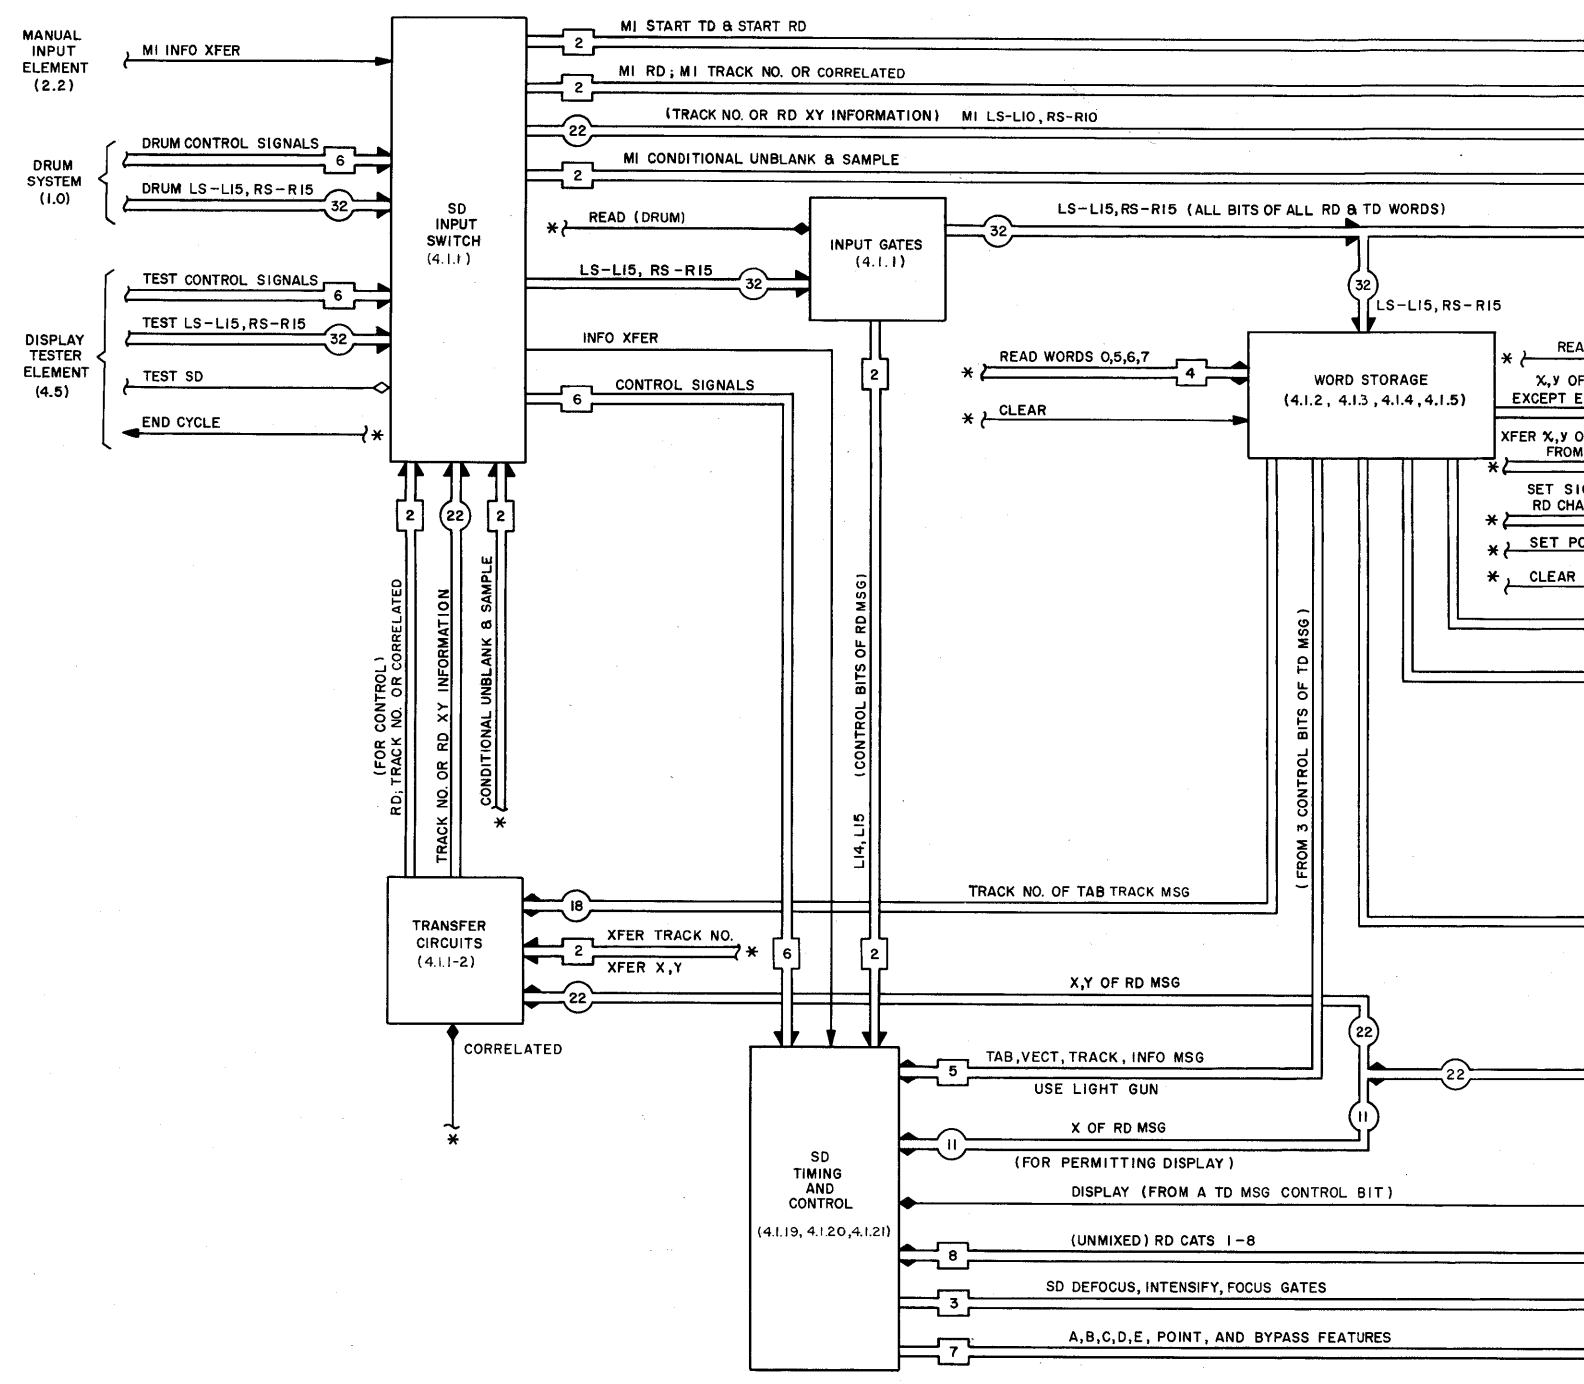 MANUAL
INPUT
ELEMENT
(2.2)
MI INFO XFER
DRUM
SYSTEM
(1.0)
DRUM CONTROL SIGNALS
6
DRUM LS-L15, RS-R15
32
DISPLAY
TESTER
ELEMENT
(4.5)
TEST CONTROL SIGNALS
6
TEST LS-L15, RS-R15
32
TEST SD
END CYCLE
*
SD
INPUT
SWITCH
(4.1.1)
MI START TD & START RD
2
MI RD; MI TRACK NO. OR CORRELATED
2
(TRACK NO. OR RD XY INFORMATION) MI LS-L10, RS-R10
22
MI CONDITIONAL UNBLANK & SAMPLE
2
* READ (DRUM)
LS-L15, RS-R15
32
INFO XFER
CONTROL SIGNALS
6
INPUT GATES
(4.1.1)
LS-L15, RS-R15 (ALL BITS OF ALL RD & TD WORDS)
32
32
LS-L15, RS-R15
2
READ WORDS 0,5,6,7
*
4
* CLEAR
WORD STORAGE
(4.1.2, 4.1.3, 4.1.4, 4.1.5)
* REA
X,Y OF
EXCEPT E
XFER X,Y O
FROM
*
SET SIG
RD CHA
*
* SET PO
* CLEAR
2
22
2
(FOR CONTROL)
RD; TRACK NO. OR CORRELATED
TRACK NO. OR RD XY INFORMATION
CONDITIONAL UNBLANK & SAMPLE
*
L14, L15 (CONTROL BITS OF RD MSG)
(FROM 3 CONTROL BITS OF TD MSG)
TRANSFER
CIRCUITS
(4.1.1-2)
TRACK NO. OF TAB TRACK MSG
18
XFER TRACK NO.
2
*
XFER X,Y
6
2
X,Y OF RD MSG
22
22
CORRELATED
*
SD
TIMING
AND
CONTROL
(4.1.19, 4.1.20, 4.1.21)
TAB, VECT, TRACK, INFO MSG
5
22
USE LIGHT GUN
11
X OF RD MSG
11
(FOR PERMITTING DISPLAY)
DISPLAY (FROM A TD MSG CONTROL BIT)
(UNMIXED) RD CATS 1-8
8
SD DEFOCUS, INTENSIFY, FOCUS GATES
3
A,B,C,D,E, POINT, AND BYPASS FEATURES
7